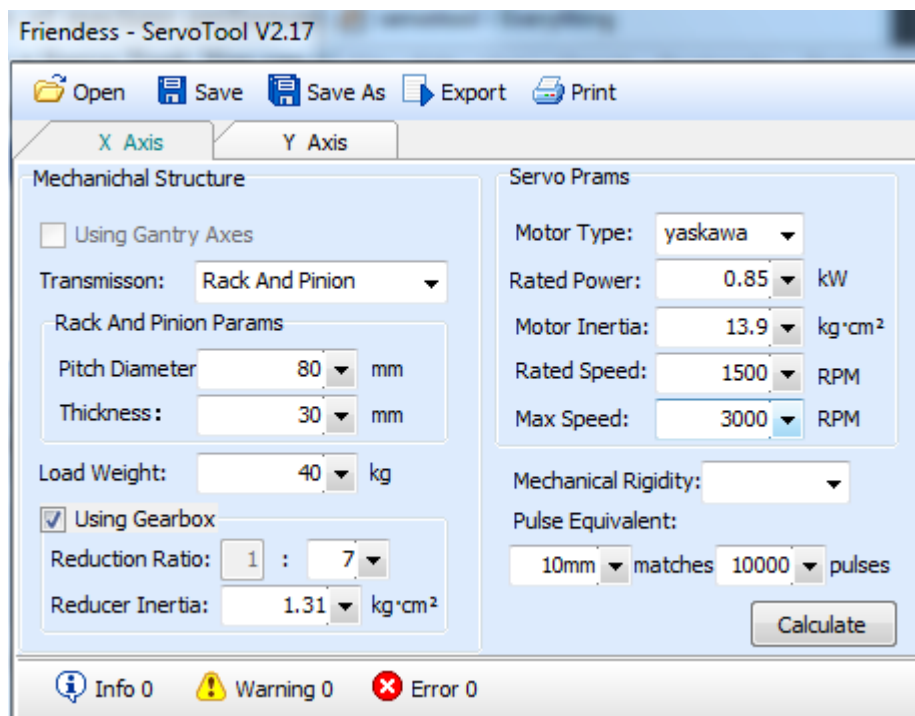 Friendess - ServoTool V2.17
Open Save Save As Export Print
X Axis Y Axis
Mechanichal Structure
Using Gantry Axes
Transmisson: Rack And Pinion
Rack And Pinion Params
Pitch Diameter 80 mm
Thickness: 30 mm
Load Weight: 40 kg
Using Gearbox
Reduction Ratio: 1 : 7
Reducer Inertia: 1.31 kg·cm²
Servo Prams
Motor Type: yaskawa
Rated Power: 0.85 kW
Motor Inertia: 13.9 kg·cm²
Rated Speed: 1500 RPM
Max Speed: 3000 RPM
Mechanical Rigidity:
Pulse Equivalent:
10mm matches 10000 pulses
Calculate
Info 0 Warning 0 Error 0